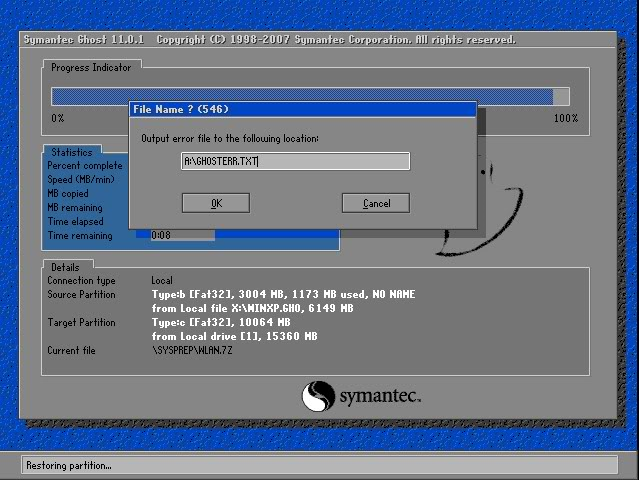 Symantec Ghost 11.0.1 Copyright (C) 1998-2007 Symantec Corporation. All rights reserved.
Progress Indicator
0% 100%
File Name ? (546)
Output error file to the following location:
A:\GHOSTERR.TXT
OK Cancel
Statistics
Percent complete
Speed (MB/min)
MB copied
MB remaining
Time elapsed
Time remaining 0:08
Details
Connection type Local
Source Partition Type:b [Fat32], 3004 MB, 1173 MB used, NO NAME
from Local file X:\WINXP.GHO, 6149 MB
Target Partition Type:c [Fat32], 10064 MB
from Local drive [1], 15360 MB
Current file \SYSPREP\WLAN.7Z
symantec.
Restoring partition...